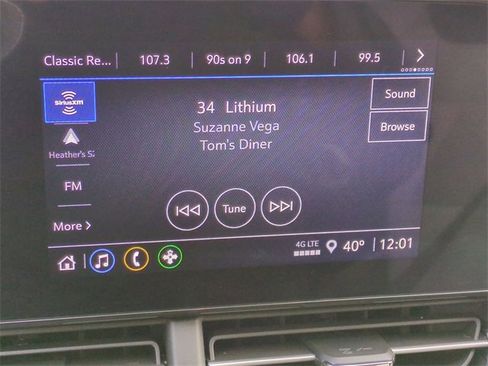 Classic Re... 107.3 90s on 9 106.1 99.5
SiriusXM
34 Lithium
Sound
Suzanne Vega
Browse
Tom's Diner
Heather's S
FM
Tune
More
4G LTE 40° 12:01